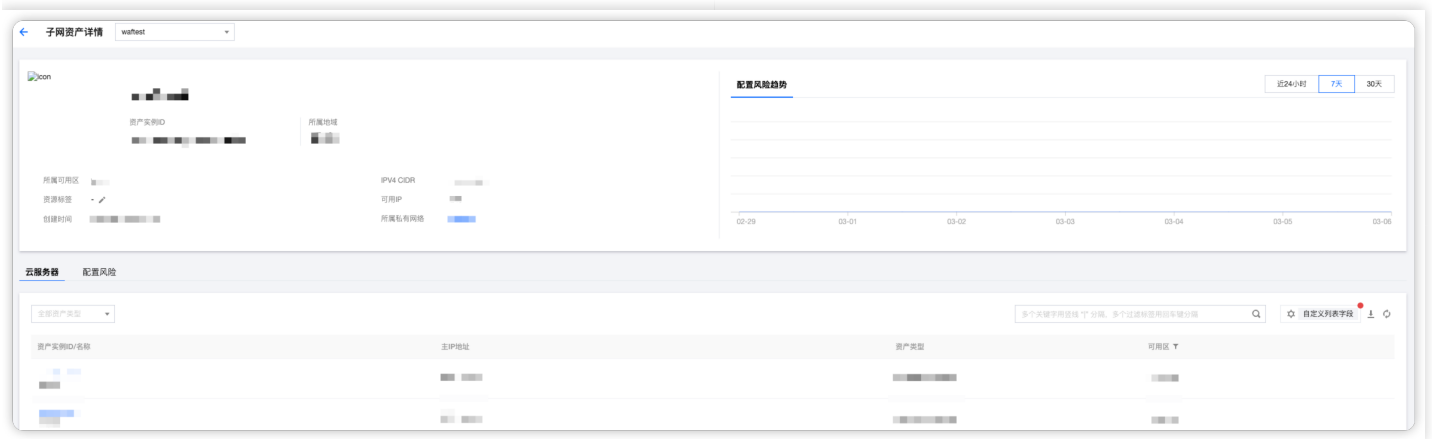 子网资产详情 waftest
icon
资产实例ID 所属地域
所属可用区 IPV4 CIDR
资源标签 - 可用IP
创建时间 所属私有网络
配置风险趋势 近24小时 7天 30天
02-29 03-01 03-02 03-03 03-04 03-05 03-06
云服务器 配置风险
全部资产类型 多个关键字用竖线 "|" 分隔，多个过滤标签用回车键分隔 自定义列表字段
资产实例ID/名称 主IP地址 资产类型 可用区